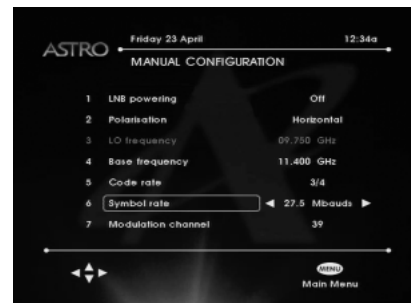 ASTRO
Friday 23 April 12:34a
MANUAL CONFIGURATION
1 LNB powering Off
2 Polarisation Horizontal
3 LO frequency 09.750 GHz
4 Base frequency 11.400 GHz
5 Code rate 3/4
6 Symbol rate 27.5 Mbauds
7 Modulation channel 39
MENU
Main Menu